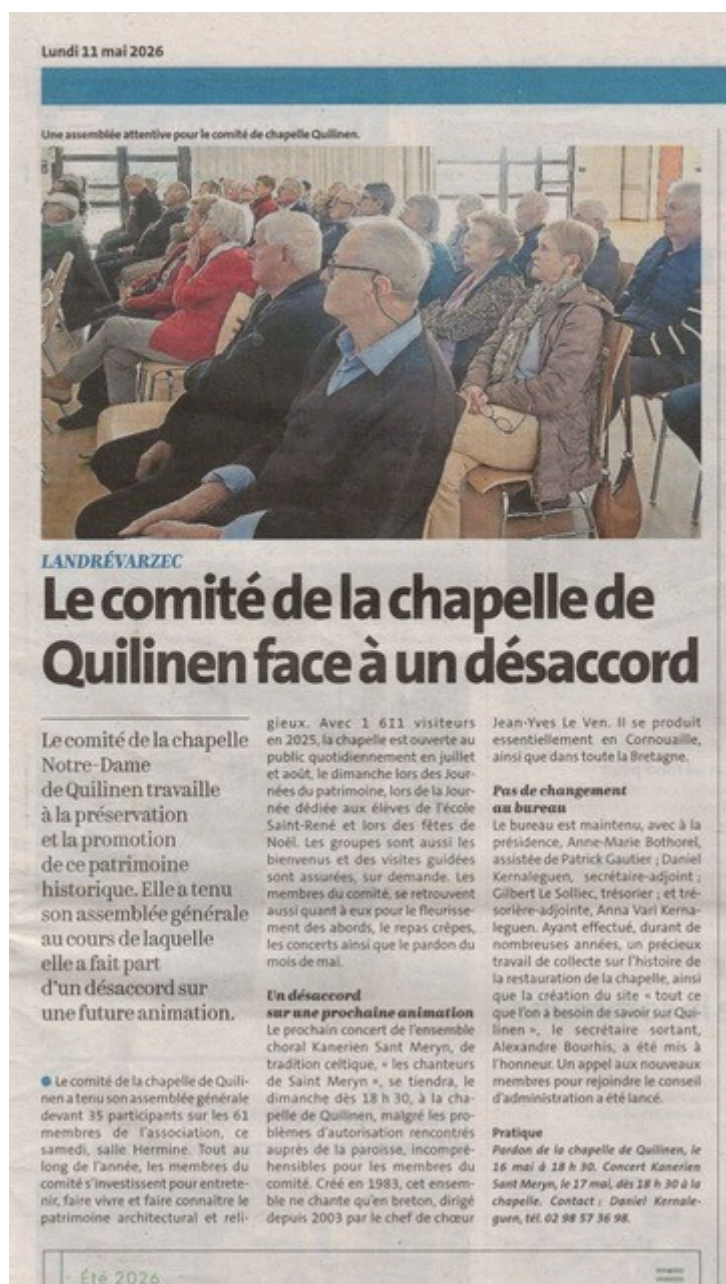 Lundi 11 mai 2026
Une assemblée attentive pour le comité de chapelle Quilinen.
LANDRÉVARZEC
Le comité de la chapelle de
Quilinen face à un désaccord
Le comité de la chapelle
Notre-Dame
de Quilinen travaille
à la préservation
et la promotion
de ce patrimoine
historique. Elle a tenu
son assemblée générale
au cours de laquelle
elle a fait part
d'un désaccord sur
une future animation.
● Le comité de la chapelle de Quili-
nen a tenu son assemblée générale
devant 35 participants sur les 61
membres de l'association, ce
samedi, salle Hermine. Tout au
long de l'année, les membres du
comité s'investissent pour entrete-
nir, faire vivre et faire connaître le
patrimoine architectural et reli-
gieux. Avec 1 611 visiteurs
en 2025, la chapelle est ouverte au
public quotidiennement en juillet
et août, le dimanche lors des Jour-
nées du patrimoine, lors de la Jour-
née dédiée aux élèves de l'école
Saint-René et lors des fêtes de
Noël. Les groupes sont aussi les
bienvenus et des visites guidées
sont assurées, sur demande. Les
membres du comité, se retrouvent
aussi quant à eux pour le fleurisse-
ment des abords, le repas crêpes,
les concerts ainsi que le pardon du
mois de mai.
Un désaccord
sur une prochaine animation
Le prochain concert de l'ensemble
choral Kanerien Sant Meryn, de
tradition celtique, « les chanteurs
de Saint Meryn », se tiendra, le
dimanche dès 18 h 30, à la cha-
pelle de Quilinen, malgré les pro-
blèmes d'autorisation rencontrés
auprès de la paroisse, incompré-
hensibles pour les membres du
comité. Créé en 1983, cet ensem-
ble ne chante qu'en breton, dirigé
depuis 2003 par le chef de chœur
Jean-Yves Le Ven. Il se produit
essentiellement en Cornouaille,
ainsi que dans toute la Bretagne.
Pas de changement
au bureau
Le bureau est maintenu, avec à la
présidence, Anne-Marie Bothorel,
assistée de Patrick Gautier ; Daniel
Kernaleguen, secrétaire-adjoint ;
Gilbert Le Solliec, trésorier ; et tré-
sorière-adjointe, Anna Vari Kerna-
leguen. Ayant effectué, durant de
nombreuses années, un précieux
travail de collecte sur l'histoire de
la restauration de la chapelle, ainsi
que la création du site « tout ce
que l'on a besoin de savoir sur Qui-
linen », le secrétaire sortant,
Alexandre Bourhis, a été mis à
l'honneur. Un appel aux nouveaux
membres pour rejoindre le conseil
d'administration a été lancé.
Pratique
Pardon de la chapelle de Quilinen, le
16 mai à 18 h 30. Concert Kanerien
Sant Meryn, le 17 mai, dès 18 h 30 à la
chapelle. Contact : Daniel Kernale-
guen, tél. 02 98 57 36 98.
Été 2026